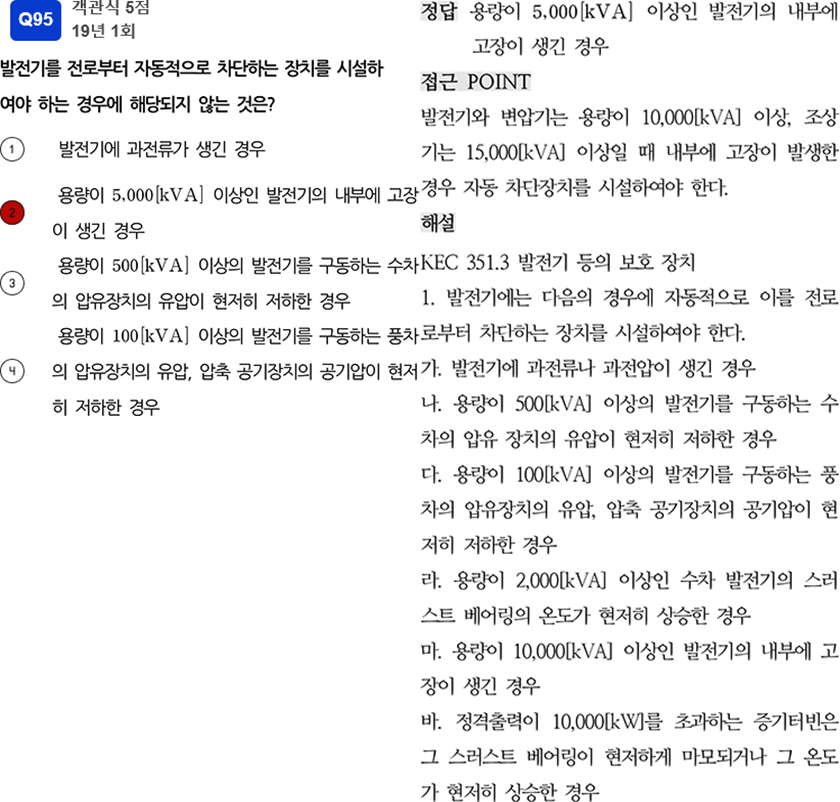 Q95
객관식 5점
19년 1회
발전기를 전로부터 자동적으로 차단하는 장치를 시설하
여야 하는 경우에 해당되지 않는 것은?
1 발전기에 과전류가 생긴 경우
2 용량이 5,000[kVA] 이상인 발전기의 내부에 고장
이 생긴 경우
3 용량이 500[kVA] 이상의 발전기를 구동하는 수차
의 압유장치의 유압이 현저히 저하한 경우
4 용량이 100[kVA] 이상의 발전기를 구동하는 풍차
의 압유장치의 유압, 압축 공기장치의 공기압이 현저
히 저하한 경우
정답 용량이 5,000[kVA] 이상인 발전기의 내부에
고장이 생긴 경우
접근 POINT
발전기와 변압기는 용량이 10,000[kVA] 이상, 조상
기는 15,000[kVA] 이상일 때 내부에 고장이 발생한
경우 자동 차단장치를 시설하여야 한다.
해설
KEC 351.3 발전기 등의 보호 장치
1. 발전기에는 다음의 경우에 자동적으로 이를 전로
로부터 차단하는 장치를 시설하여야 한다.
가. 발전기에 과전류나 과전압이 생긴 경우
나. 용량이 500[kVA] 이상의 발전기를 구동하는 수
차의 압유 장치의 유압이 현저히 저하한 경우
다. 용량이 100[kVA] 이상의 발전기를 구동하는 풍
차의 압유장치의 유압, 압축 공기장치의 공기압이 현
저히 저하한 경우
라. 용량이 2,000[kVA] 이상인 수차 발전기의 스러
스트 베어링의 온도가 현저히 상승한 경우
마. 용량이 10,000[kVA] 이상인 발전기의 내부에 고
장이 생긴 경우
바. 정격출력이 10,000[kW]를 초과하는 증기터빈은
그 스러스트 베어링이 현저하게 마모되거나 그 온도
가 현저히 상승한 경우